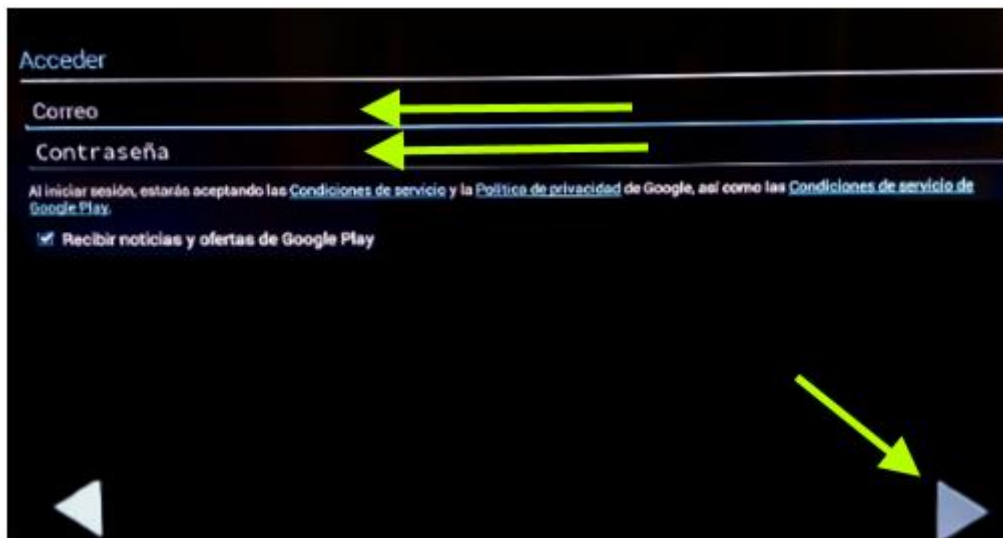 Acceder
Correo
Contraseña
Al iniciar sesión, estarás aceptando las Condiciones de servicio y la Política de privacidad de Google, así como las Condiciones de servicio de
Google Play.
Recibir noticias y ofertas de Google Play